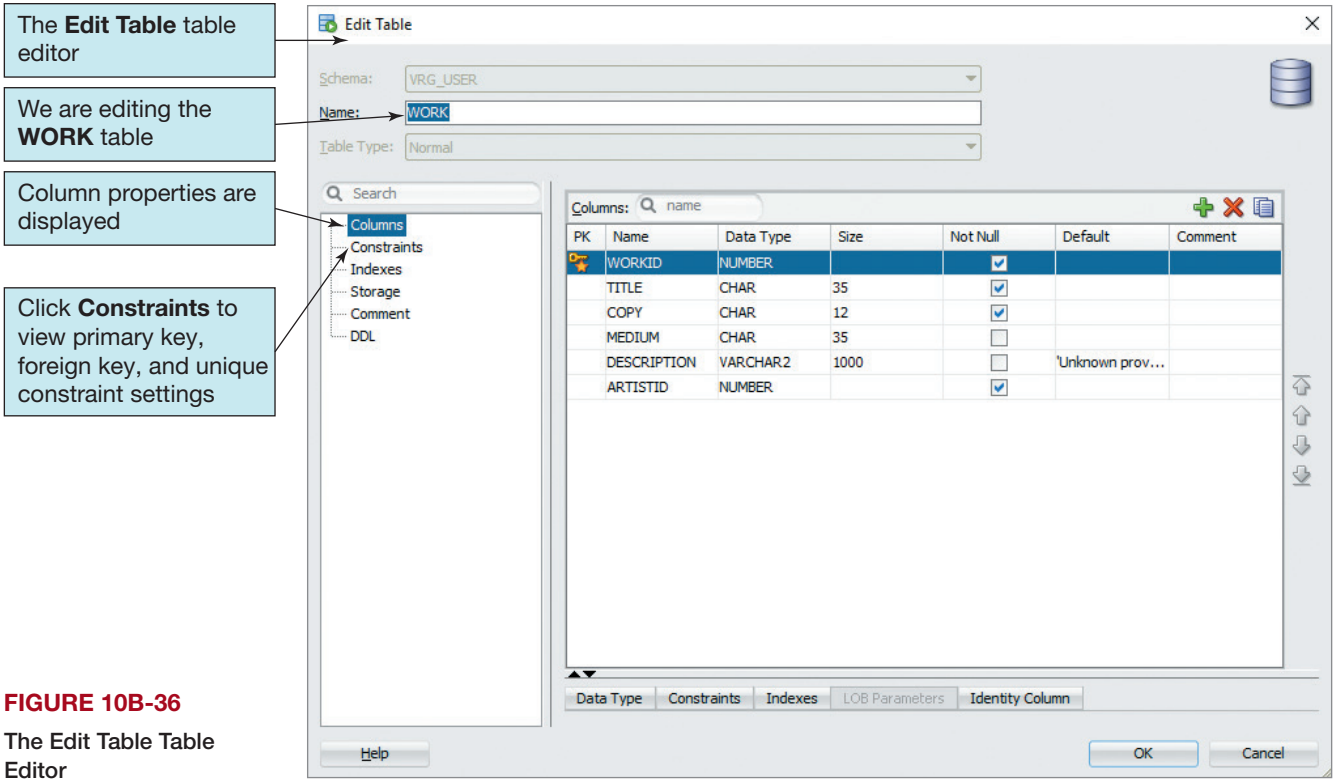 The Edit Table table
editor
We are editing the
WORK table
Column properties are
displayed
Click Constraints to
view primary key,
foreign key, and unique
constraint settings
FIGURE 10B-36
The Edit Table Table
Editor
Edit Table
Schema: VRG_USER
Name: WORK
Table Type: Normal
Search
Columns
Constraints
Indexes
Storage
Comment
DDL
Columns: name
PK Name Data Type Size Not Null Default Comment
WORKID NUMBER
TITLE CHAR 35
COPY CHAR 12
MEDIUM CHAR 35
DESCRIPTION VARCHAR2 1000 'Unknown prov...
ARTISTID NUMBER
Data Type Constraints Indexes LOB Parameters Identity Column
Help OK Cancel